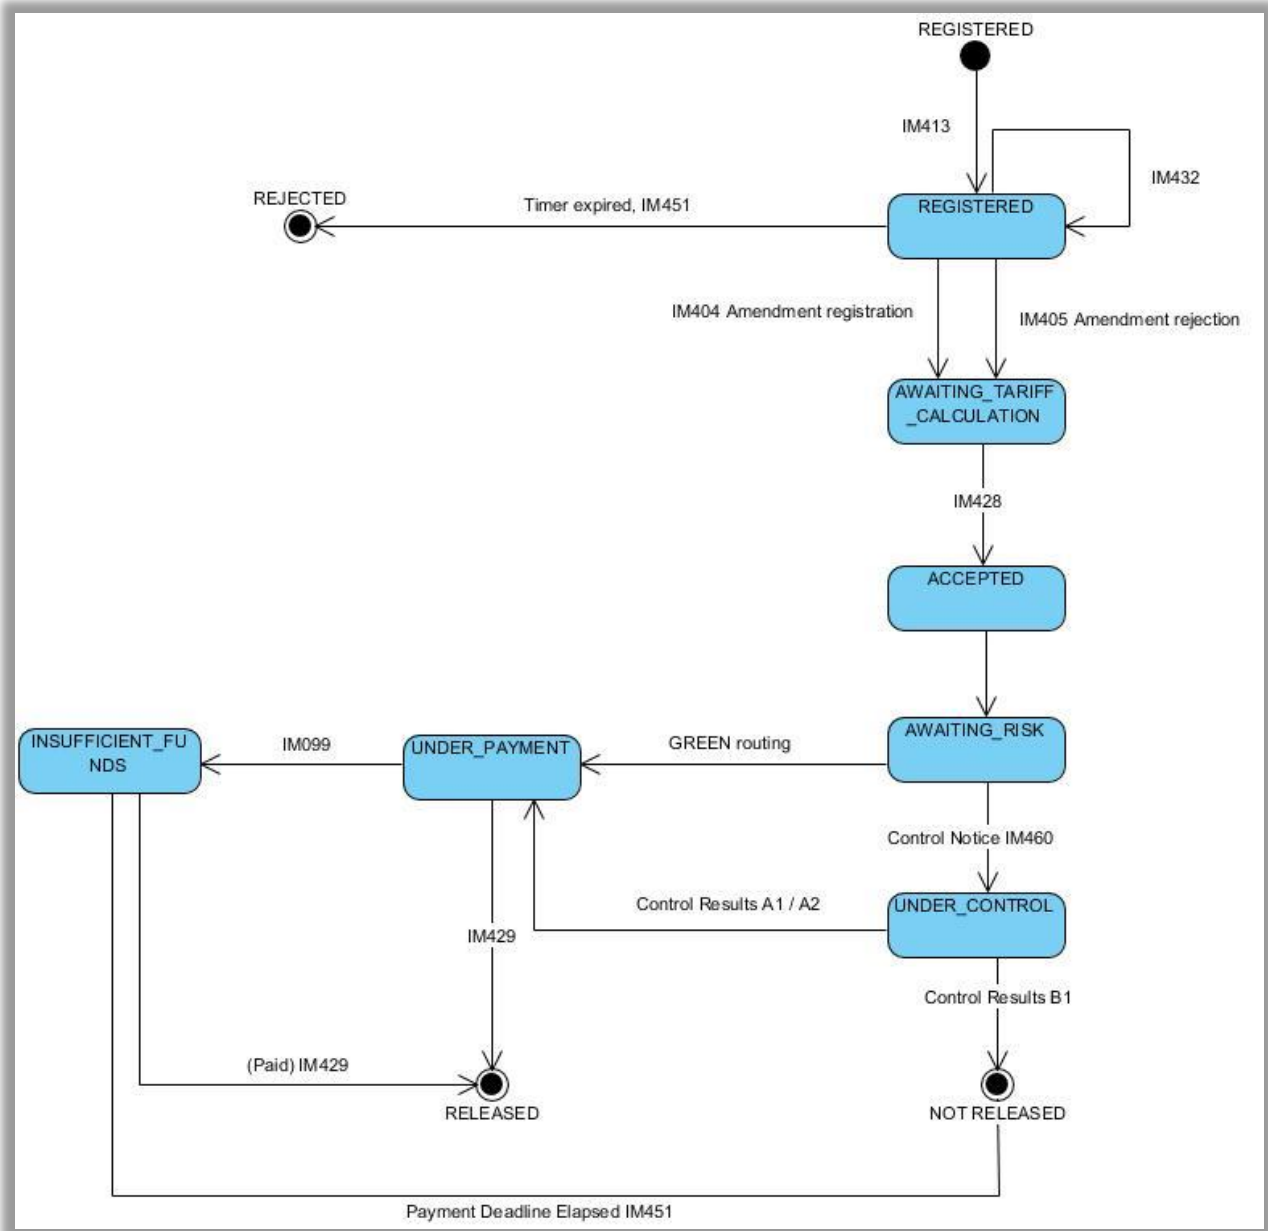 REGISTERED
IM413
IM432
REJECTED
Timer expired, IM451
REGISTERED
IM404 Amendment registration
IM405 Amendment rejection
AWAITING_TARIFF
_CALCULATION
IM428
ACCEPTED
INSUFFICIENT_FU
NDS
IM099
UNDER_PAYMENT
GREEN routing
AWAITING_RISK
Control Notice IM460
Control Results A1 / A2
UNDER_CONTROL
IM429
Control Results B1
(Paid) IM429
RELEASED
NOT RELEASED
Payment Deadline Elapsed IM451